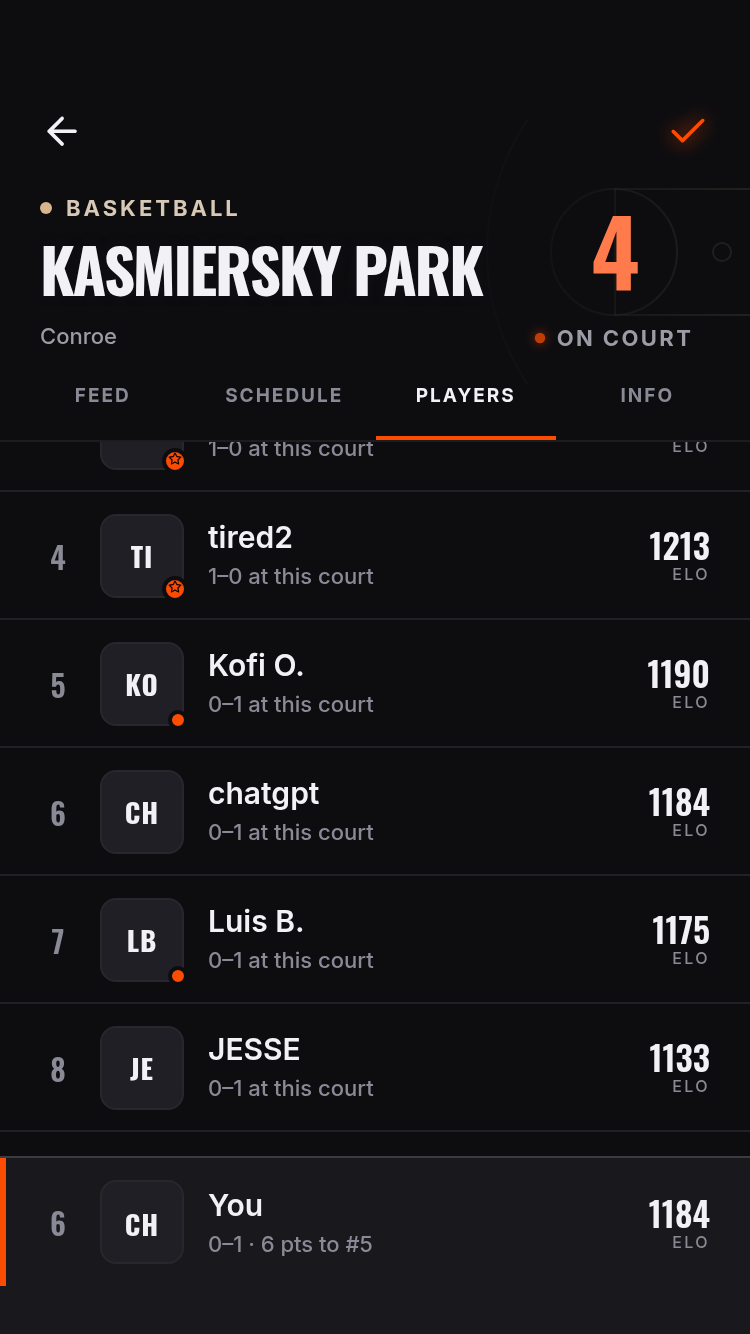 BASKETBALL
KASMIERSKY PARK
4
Conroe
ON COURT
FEED SCHEDULE PLAYERS INFO
1–0 at this court
ELO
4 TI tired2 1213
1–0 at this court ELO
5 KO Kofi O. 1190
0–1 at this court ELO
6 CH chatgpt 1184
0–1 at this court ELO
7 LB Luis B. 1175
0–1 at this court ELO
8 JE JESSE 1133
0–1 at this court ELO
6 CH You 1184
0–1 · 6 pts to #5 ELO